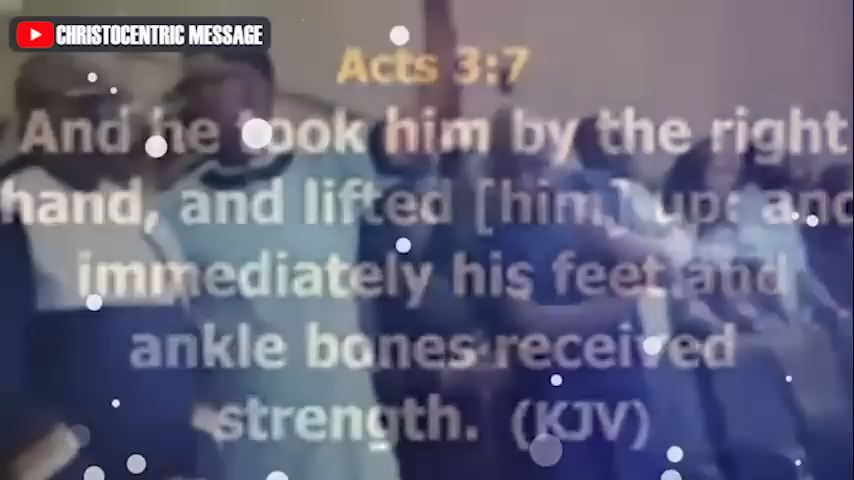 CHRISTOCENTRIC MESSAGE
Acts 3:7
And he took him by the right
hand, and lifted [him] up: and
immediately his feet and
ankle bones received
strength. (KJV)